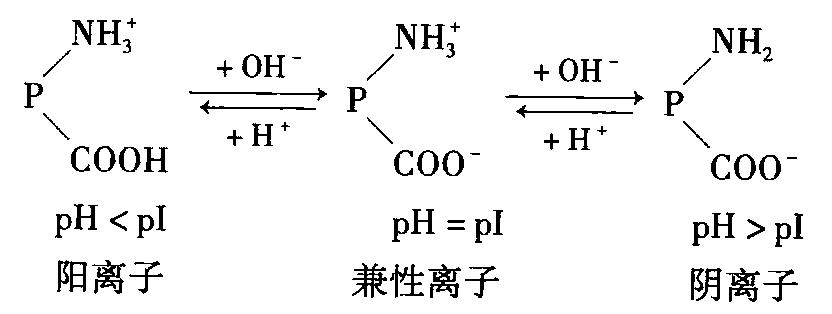 NH₃⁺ NH₃⁺ NH₂
+ OH⁻ + OH⁻
P P P
+ H⁺ + H⁺
COOH COO⁻ COO⁻
pH < pI pH = pI pH > pI
阳离子 兼性离子 阴离子